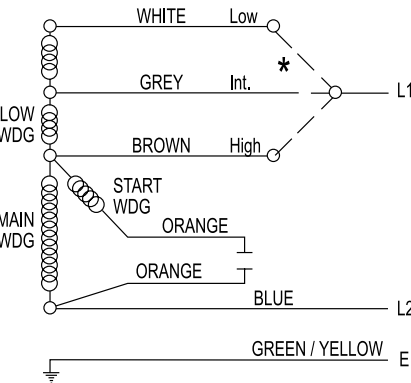 WHITE Low
*
GREY Int. L1
LOW
WDG
BROWN High
START
WDG
MAIN
WDG
ORANGE
ORANGE
BLUE L2
GREEN / YELLOW E